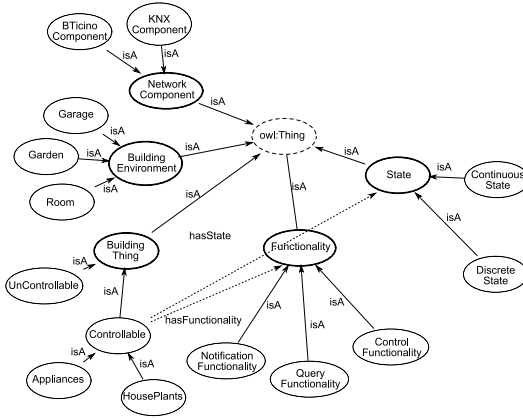 BTicino
Component
KNX
Component
isA
isA
Network
Component
isA
Garage
isA
owl:Thing
Garden
isA
Building
Environment
isA
isA
State
isA
Continuous
State
Room
isA
isA
isA
isA
hasState
Building
Thing
Functionality
isA
UnControllable
isA
Discrete
State
isA
isA
isA
isA
hasFunctionality
Controllable
Notification
Functionality
Query
Functionality
Control
Functionality
isA
isA
Appliances
HousePlants